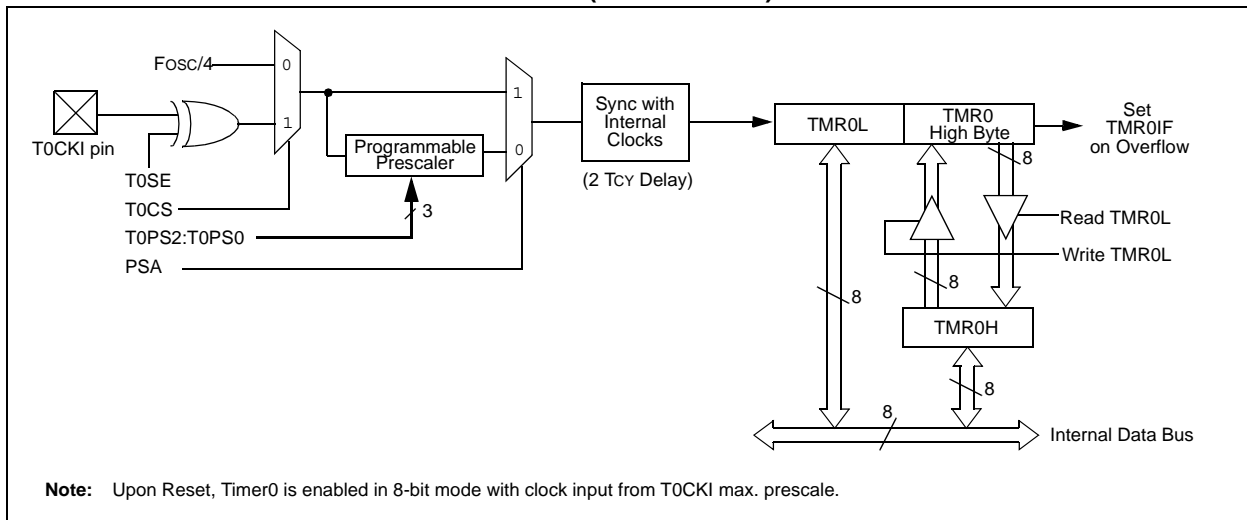 Fosc/4
0
1
T0CKI pin
T0SE
T0CS
T0PS2:T0PS0
PSA
Programmable
Prescaler
3
1
0
Sync with
Internal
Clocks
(2 TCY Delay)
TMR0L
TMR0
High Byte
Set
TMR0IF
on Overflow
8
Read TMR0L
Write TMR0L
8
8
TMR0H
8
8
Internal Data Bus
Note: Upon Reset, Timer0 is enabled in 8-bit mode with clock input from T0CKI max. prescale.